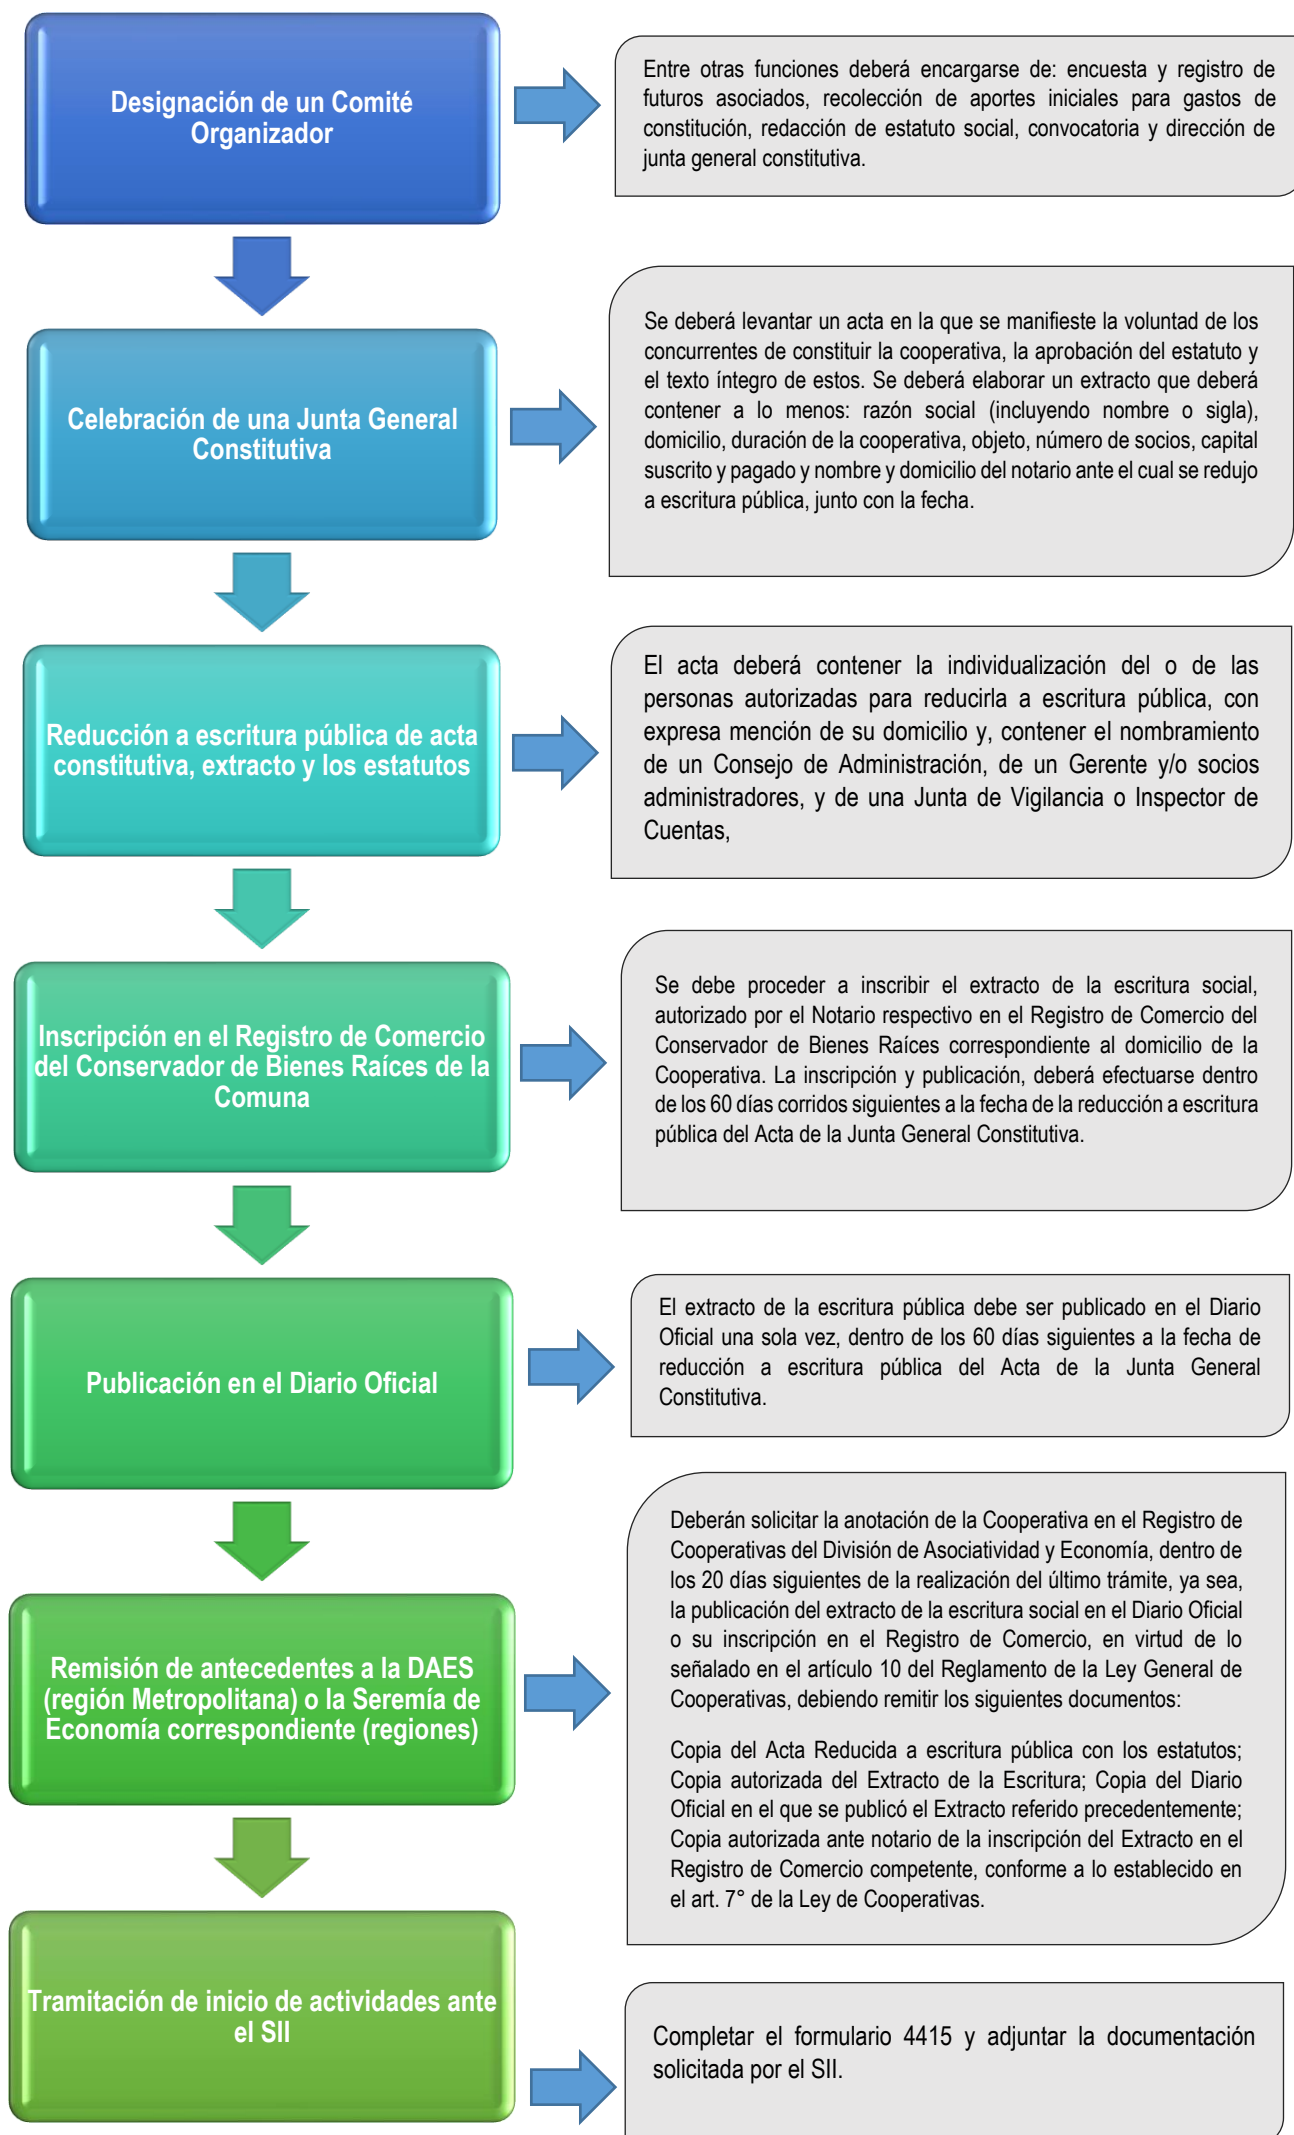 Designación de un Comité
Organizador
Entre otras funciones deberá encargarse de: encuesta y registro de
futuros asociados, recolección de aportes iniciales para gastos de
constitución, redacción de estatuto social, convocatoria y dirección de
junta general constitutiva.
Celebración de una Junta General
Constitutiva
Se deberá levantar un acta en la que se manifieste la voluntad de los
concurrentes de constituir la cooperativa, la aprobación del estatuto y
el texto íntegro de estos. Se deberá elaborar un extracto que deberá
contener a lo menos: razón social (incluyendo nombre o sigla),
domicilio, duración de la cooperativa, objeto, número de socios, capital
suscrito y pagado y nombre y domicilio del notario ante el cual se redujo
a escritura pública, junto con la fecha.
Reducción a escritura pública de acta
constitutiva, extracto y los estatutos
El acta deberá contener la individualización del o de las
personas autorizadas para reducirla a escritura pública, con
expresa mención de su domicilio y, contener el nombramiento
de un Consejo de Administración, de un Gerente y/o socios
administradores, y de una Junta de Vigilancia o Inspector de
Cuentas,
Inscripción en el Registro de Comercio
del Conservador de Bienes Raíces de la
Comuna
Se debe proceder a inscribir el extracto de la escritura social,
autorizado por el Notario respectivo en el Registro de Comercio del
Conservador de Bienes Raíces correspondiente al domicilio de la
Cooperativa. La inscripción y publicación, deberá efectuarse dentro
de los 60 días corridos siguientes a la fecha de la reducción a escritura
pública del Acta de la Junta General Constitutiva.
Publicación en el Diario Oficial
El extracto de la escritura pública debe ser publicado en el Diario
Oficial una sola vez, dentro de los 60 días siguientes a la fecha de
reducción a escritura pública del Acta de la Junta General
Constitutiva.
Remisión de antecedentes a la DAES
(región Metropolitana) o la Seremía de
Economía correspondiente (regiones)
Deberán solicitar la anotación de la Cooperativa en el Registro de
Cooperativas del División de Asociatividad y Economía, dentro de
los 20 días siguientes de la realización del último trámite, ya sea,
la publicación del extracto de la escritura social en el Diario Oficial
o su inscripción en el Registro de Comercio, en virtud de lo
señalado en el artículo 10 del Reglamento de la Ley General de
Cooperativas, debiendo remitir los siguientes documentos:
Copia del Acta Reducida a escritura pública con los estatutos;
Copia autorizada del Extracto de la Escritura; Copia del Diario
Oficial en el que se publicó el Extracto referido precedentemente;
Copia autorizada ante notario de la inscripción del Extracto en el
Registro de Comercio competente, conforme a lo establecido en
el art. 7° de la Ley de Cooperativas.
Tramitación de inicio de actividades ante
el SII
Completar el formulario 4415 y adjuntar la documentación
solicitada por el SII.